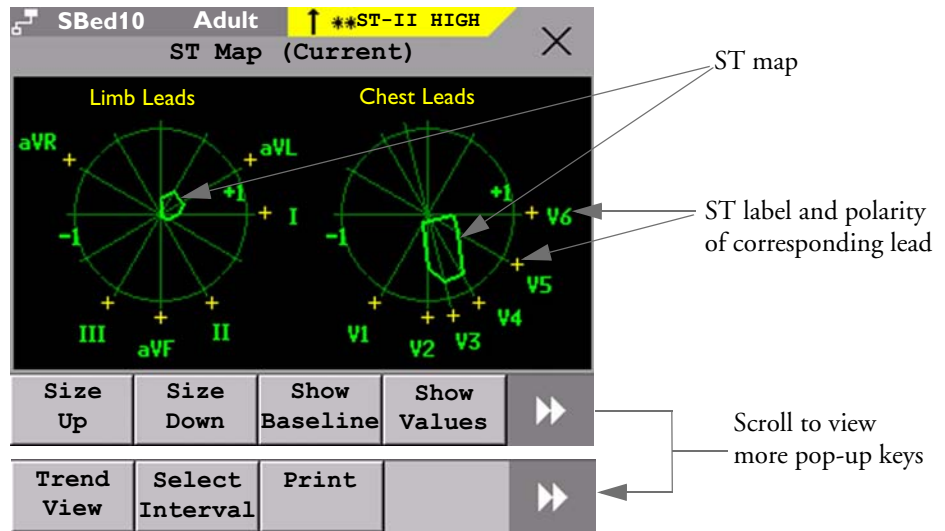 SBed10 Adult **ST-II HIGH
ST Map (Current)
Limb Leads Chest Leads
aVR
aVL
+1
I
-1
III
aVF
II
+1
V6
-1
V5
V4
V1
V2
V3
ST map
ST label and polarity
of corresponding lead
Size Up
Size Down
Show Baseline
Show Values
Trend View
Select Interval
Print
Scroll to view
more pop-up keys